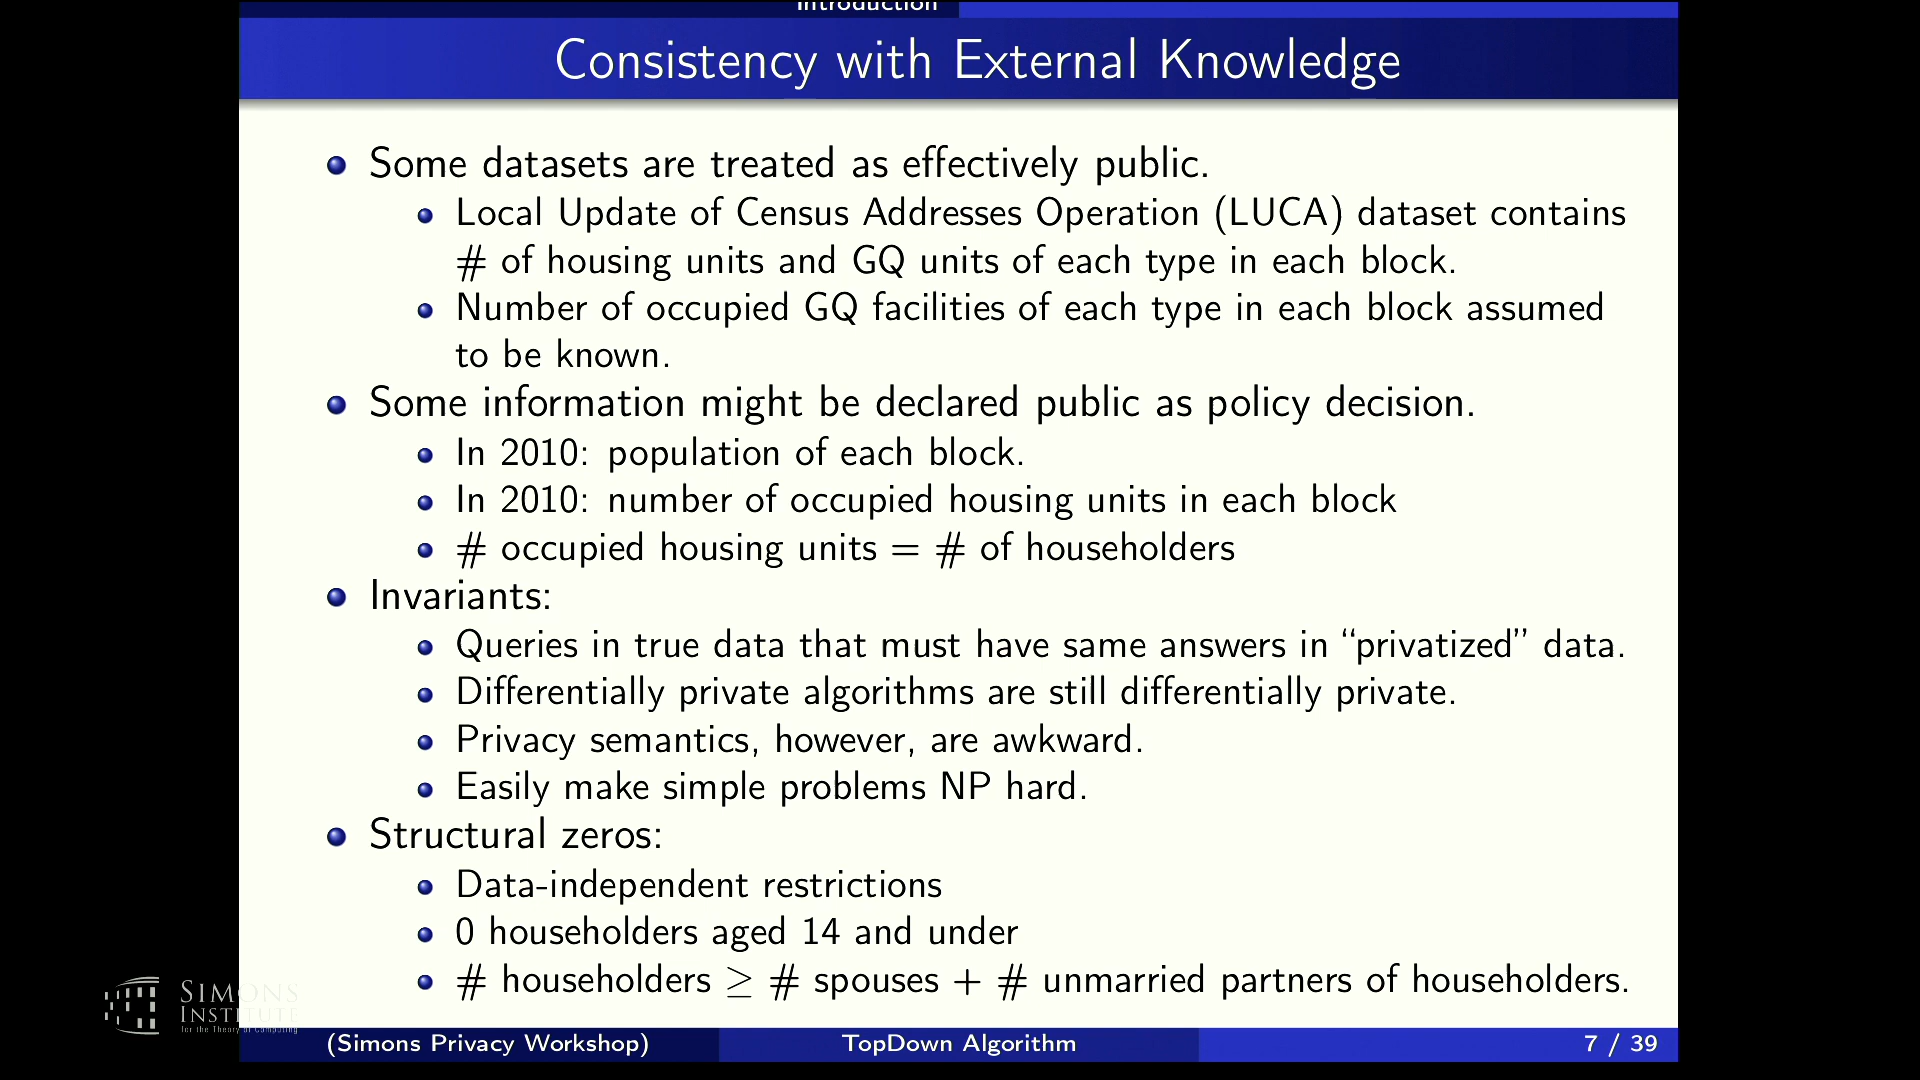 Introduction
Consistency with External Knowledge
Some datasets are treated as effectively public.
Local Update of Census Addresses Operation (LUCA) dataset contains
# of housing units and GQ units of each type in each block.
Number of occupied GQ facilities of each type in each block assumed
to be known.
Some information might be declared public as policy decision.
In 2010: population of each block.
In 2010: number of occupied housing units in each block
# occupied housing units = # of householders
Invariants:
Queries in true data that must have same answers in “privatized” data.
Differentially private algorithms are still differentially private.
Privacy semantics, however, are awkward.
Easily make simple problems NP hard.
Structural zeros:
Data-independent restrictions
0 householders aged 14 and under
# householders ≥ # spouses + # unmarried partners of householders.
SIMONS
INSTITUTE
for the Theory of Computing
(Simons Privacy Workshop)
TopDown Algorithm
7 / 39